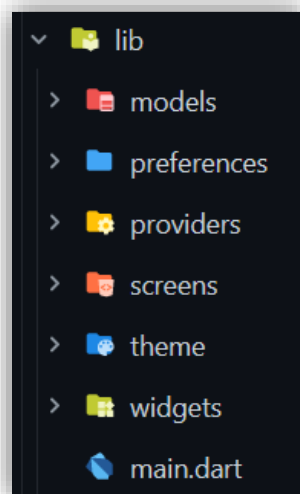 lib
models
preferences
providers
screens
theme
widgets
main.dart